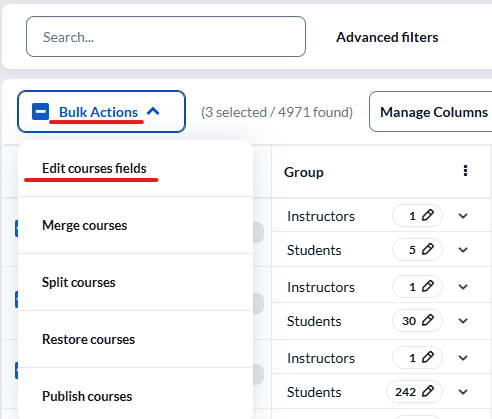 Search...
Advanced filters
Bulk Actions
(3 selected / 4971 found)
Manage Columns
Edit courses fields
Merge courses
Split courses
Restore courses
Publish courses
Group
Instructors 1
Students 5
Instructors 1
Students 30
Instructors 1
Students 242